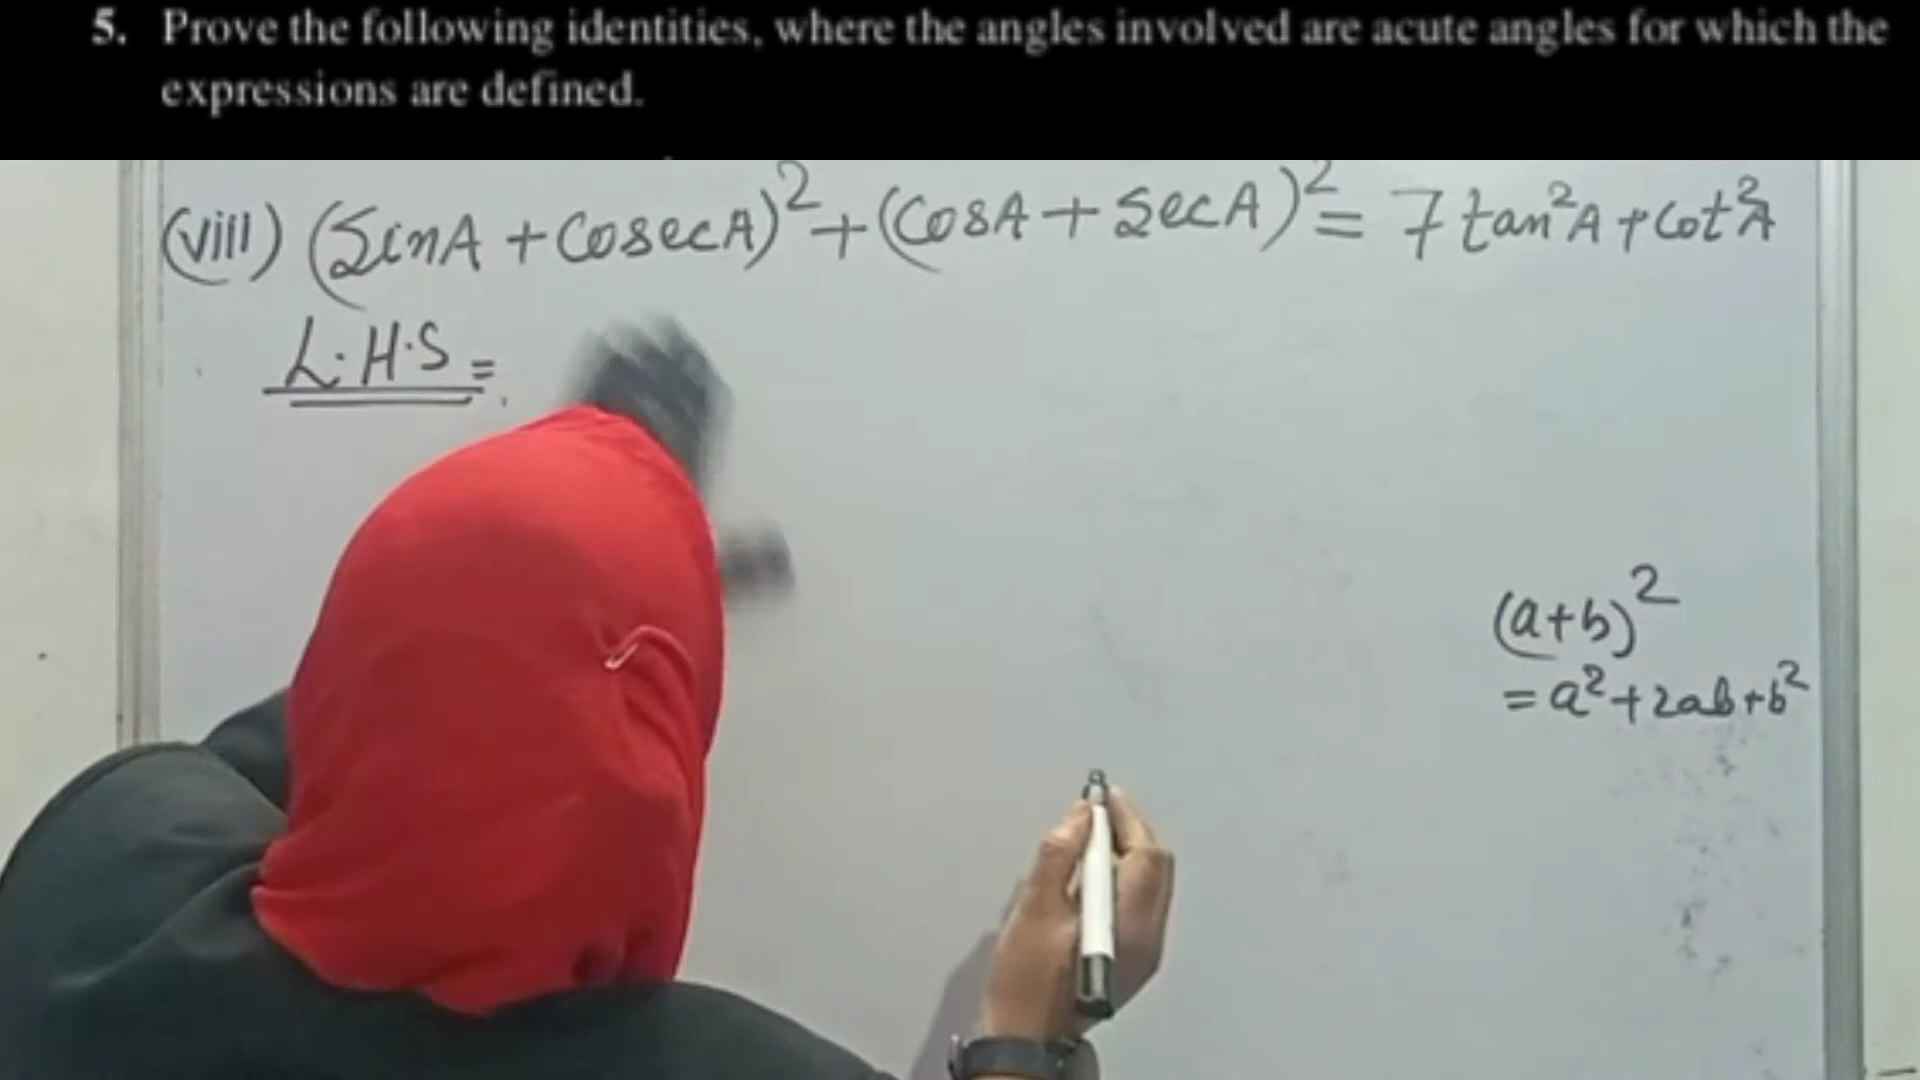 5. Prove the following identities, where the angles involved are acute angles for which the
expressions are defined.
(viii) (SinA + CosecA)² + (CosA + SecA)² = 7 tan²A + Cot²A
L.H.S =
(a+b)²
= a² + 2ab + b²